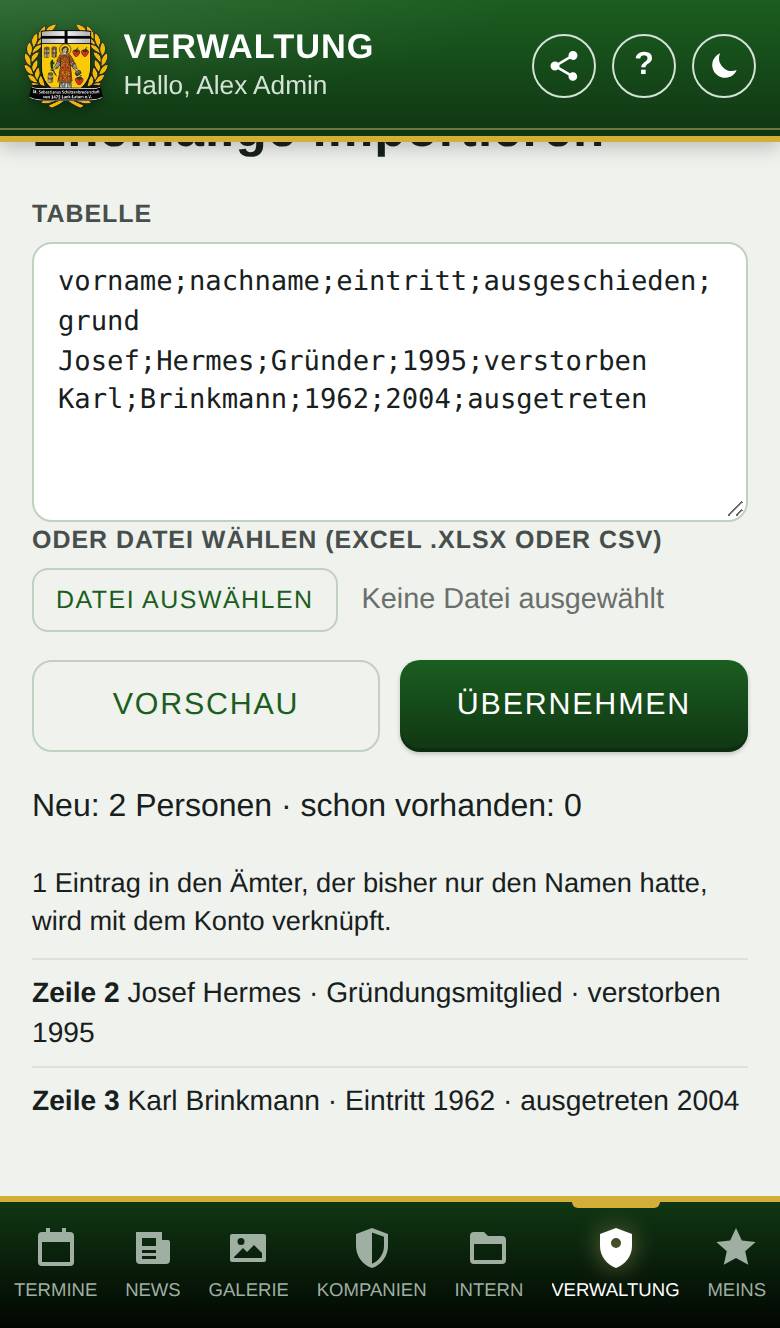 VERWALTUNG
Hallo, Alex Admin
?
Ehemalige importieren
TABELLE
vorname;nachname;eintritt;ausgeschieden;
grund
Josef;Hermes;Gründer;1995;verstorben
Karl;Brinkmann;1962;2004;ausgetreten
ODER DATEI WÄHLEN (EXCEL .XLSX ODER CSV)
DATEI AUSWÄHLEN Keine Datei ausgewählt
VORSCHAU ÜBERNEHMEN
Neu: 2 Personen · schon vorhanden: 0
1 Eintrag in den Ämter, der bisher nur den Namen hatte,
wird mit dem Konto verknüpft.
Zeile 2 Josef Hermes · Gründungsmitglied · verstorben
1995
Zeile 3 Karl Brinkmann · Eintritt 1962 · ausgetreten 2004
TERMINE NEWS GALERIE KOMPANIEN INTERN VERWALTUNG MEINS